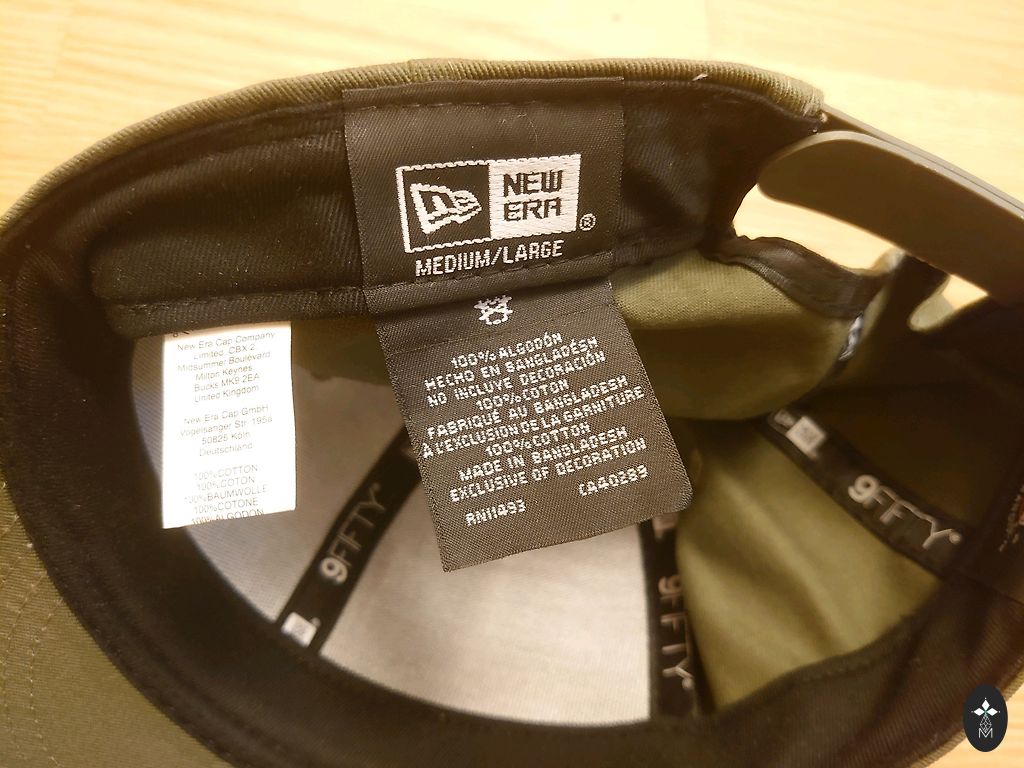 NEW
ERA
®
MEDIUM/LARGE
100% ALGODÓN
HECHO EN BANGLADÉSH
NO INCLUYE DECORACIÓN
100% COTON
FABRIQUÉ AU BANGLADESH
À L'EXCLUSION DE LA GARNITURE
100% COTTON
MADE IN BANGLADESH
EXCLUSIVE OF DECORATION
RN11493 CA40289
New Era Cap Company
Limited, CBX 2
Midsummer Boulevard
Milton Keynes
Bucks MK9 2EA
United Kingdom
New Era Cap GmbH
Vogelsanger Str. 195a
50825 Köln
Deutschland
100%COTTON
100%COTON
100%BAUMWOLLE
100%COTONE
100%ALGODON
9FIFTY
9FIFTY
9FIFTY
M